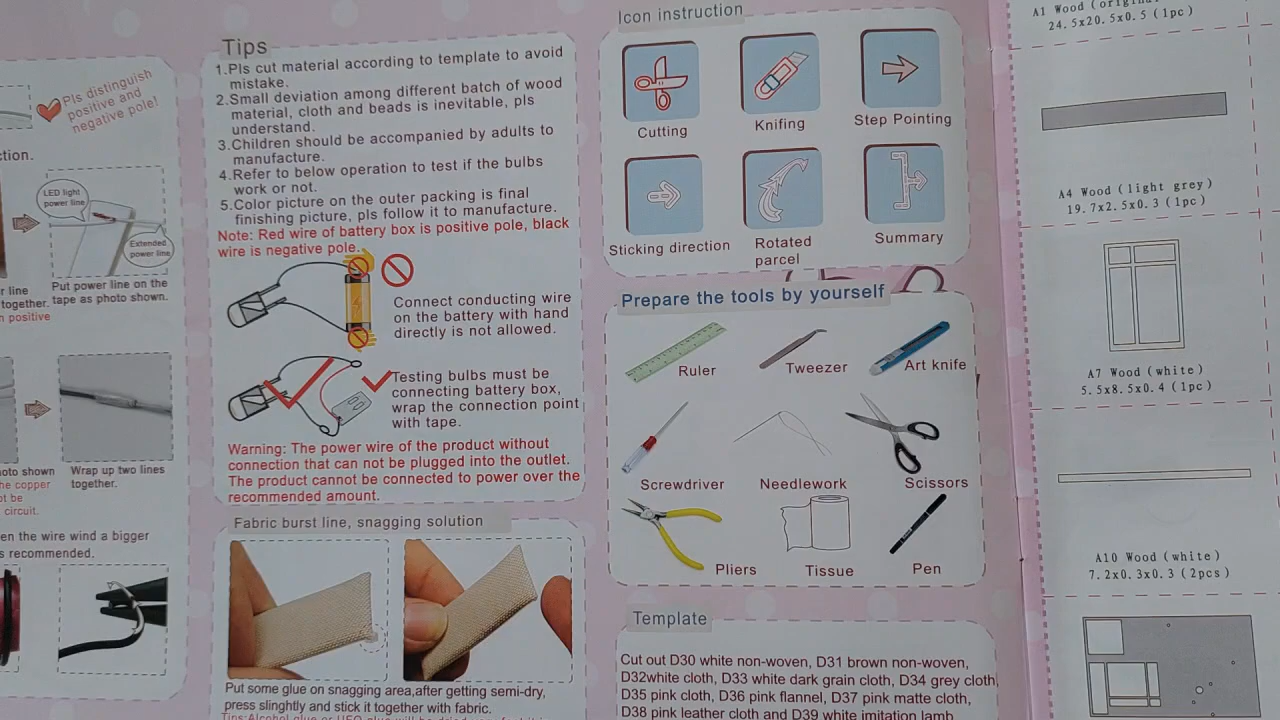 Pls distinguish
positive and
negative pole!
ction.
LED light
power line
Extended
power line
r line
together.
n positive
Put power line on the
tape as photo shown.
oto shown
he copper
ot be
circuit.
Wrap up two lines
together.
en the wire wind a bigger
s recommended.
Tips
1.Pls cut material according to template to avoid
mistake.
2.Small deviation among different batch of wood
material, cloth and beads is inevitable, pls
understand.
3.Children should be accompanied by adults to
manufacture.
4.Refer to below operation to test if the bulbs
work or not.
5.Color picture on the outer packing is final
finishing picture, pls follow it to manufacture.
Note: Red wire of battery box is positive pole, black
wire is negative pole.
Connect conducting wire
on the battery with hand
directly is not allowed.
Testing bulbs must be
connecting battery box,
wrap the connection point
with tape.
Warning: The power wire of the product without
connection that can not be plugged into the outlet.
The product cannot be connected to power over the
recommended amount.
Fabric burst line, snagging solution
Put some glue on snagging area,after getting semi-dry,
press slinghtly and stick it together with fabric.
Icon instruction
Cutting
Knifing
Step Pointing
Sticking direction
Rotated
parcel
Summary
Prepare the tools by yourself
Ruler
Tweezer
Art knife
Screwdriver
Needlework
Scissors
Pliers
Tissue
Pen
Template
Cut out D30 white non-woven, D31 brown non-woven,
D32white cloth, D33 white dark grain cloth, D34 grey cloth,
D35 pink cloth, D36 pink flannel, D37 pink matte cloth,
D38 pink leather cloth and D39 white imitation lamb
A1 Wood (origina
24.5x20.5x0.5 (1pc)
A4 Wood (light grey)
19.7x2.5x0.3 (1pc)
A7 Wood (white)
5.5x8.5x0.4 (1pc)
A10 Wood (white)
7.2x0.3x0.3 (2pcs)